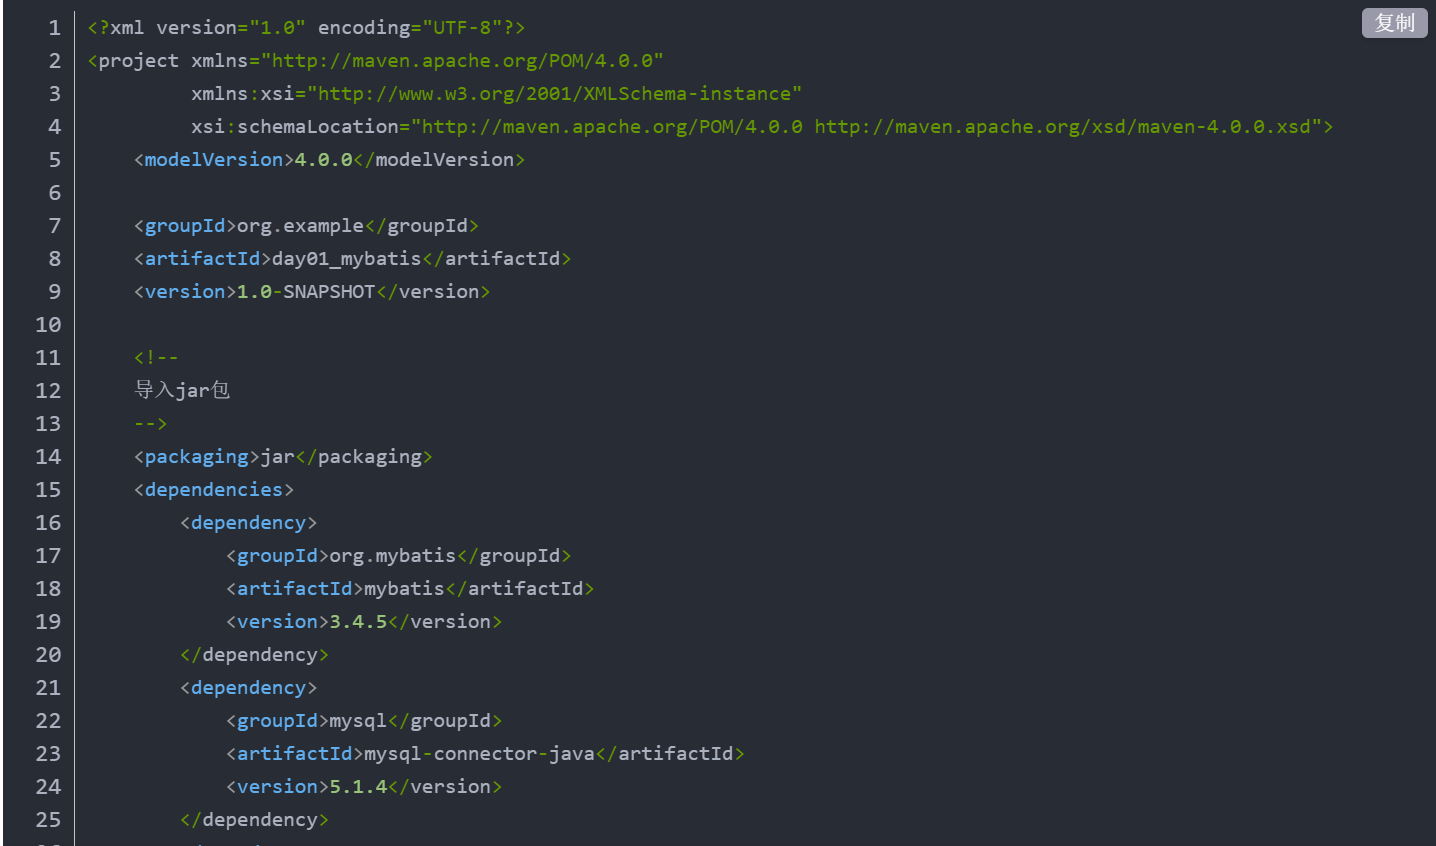 复制
1 <?xml version="1.0" encoding="UTF-8"?>
2 <project xmlns="http://maven.apache.org/POM/4.0.0"
3 xmlns:xsi="http://www.w3.org/2001/XMLSchema-instance"
4 xsi:schemaLocation="http://maven.apache.org/POM/4.0.0 http://maven.apache.org/xsd/maven-4.0.0.xsd">
5 <modelVersion>4.0.0</modelVersion>
6
7 <groupId>org.example</groupId>
8 <artifactId>day01_mybatis</artifactId>
9 <version>1.0-SNAPSHOT</version>
10
11 <!--
12 导入jar包
13 -->
14 <packaging>jar</packaging>
15 <dependencies>
16 <dependency>
17 <groupId>org.mybatis</groupId>
18 <artifactId>mybatis</artifactId>
19 <version>3.4.5</version>
20 </dependency>
21 <dependency>
22 <groupId>mysql</groupId>
23 <artifactId>mysql-connector-java</artifactId>
24 <version>5.1.4</version>
25 </dependency>